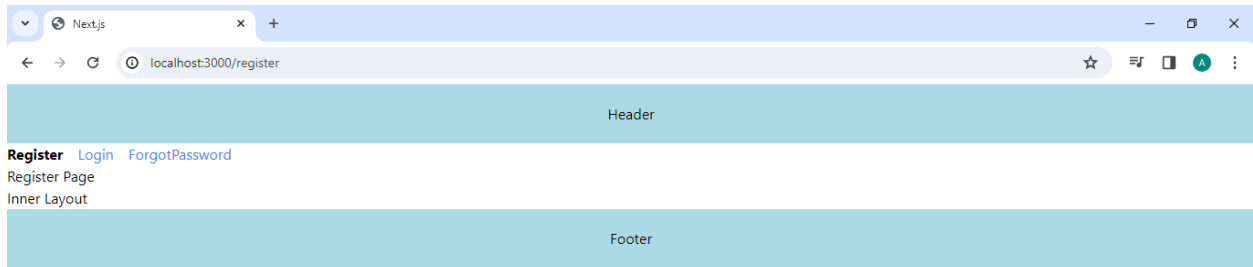 Next.js
localhost:3000/register
A
Header
Register Login ForgotPassword
Register Page
Inner Layout
Footer